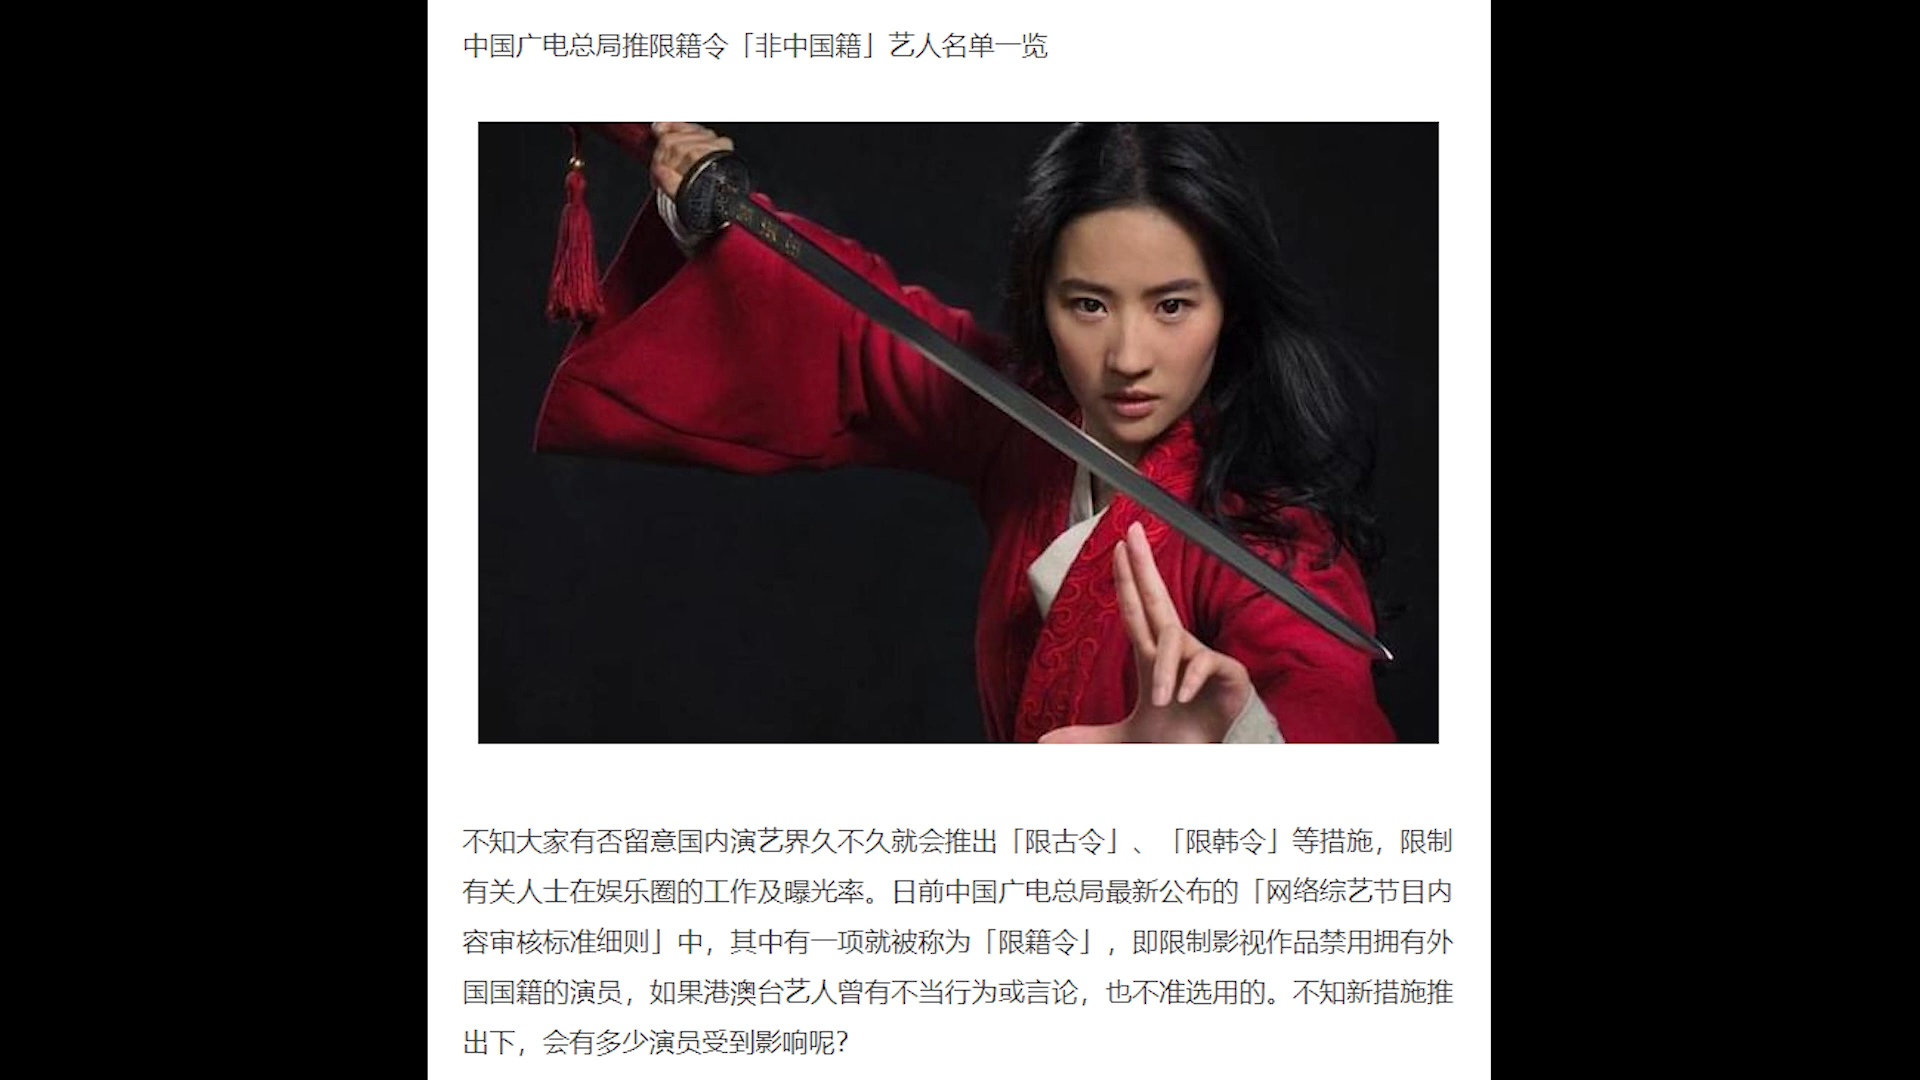 中国广电总局推限籍令「非中国籍」艺人名单一览
不知大家有否留意国内演艺界久不久就会推出「限古令」、「限韩令」等措施，限制
有关人士在娱乐圈的工作及曝光率。日前中国广电总局最新公布的「网络综艺节目内
容审核标准细则」中，其中有一项就被称为「限籍令」，即限制影视作品禁用拥有外
国国籍的演员，如果港澳台艺人曾有不当行为或言论，也不准选用的。不知新措施推
出下，会有多少演员受到影响呢？